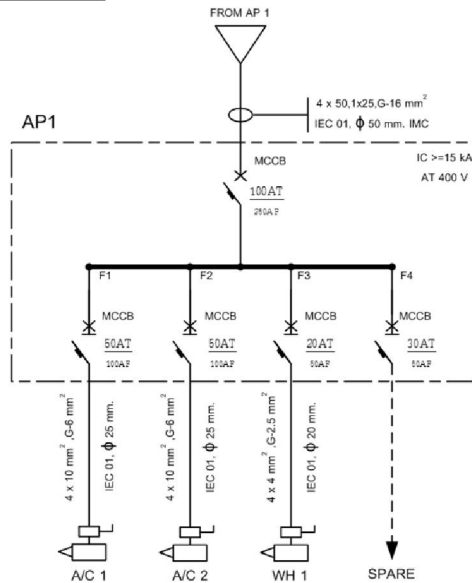 FROM AP 1
4 x 50,1x25,G-16 mm²
IEC 01, ϕ 50 mm. IMC
AP1
IC >=15 kA
AT 400 V
MCCB
100AT
250AF
F1
F2
F3
F4
MCCB
50AT
100AF
MCCB
50AT
100AF
MCCB
20AT
50AF
MCCB
30AT
50AF
4 x 10 mm² ,G-6 mm²
IEC 01, ϕ 25 mm.
4 x 10 mm² ,G-6 mm²
IEC 01, ϕ 25 mm.
4 x 4 mm² ,G-2.5 mm²
IEC 01, ϕ 20 mm.
A/C 1
A/C 2
WH 1
SPARE